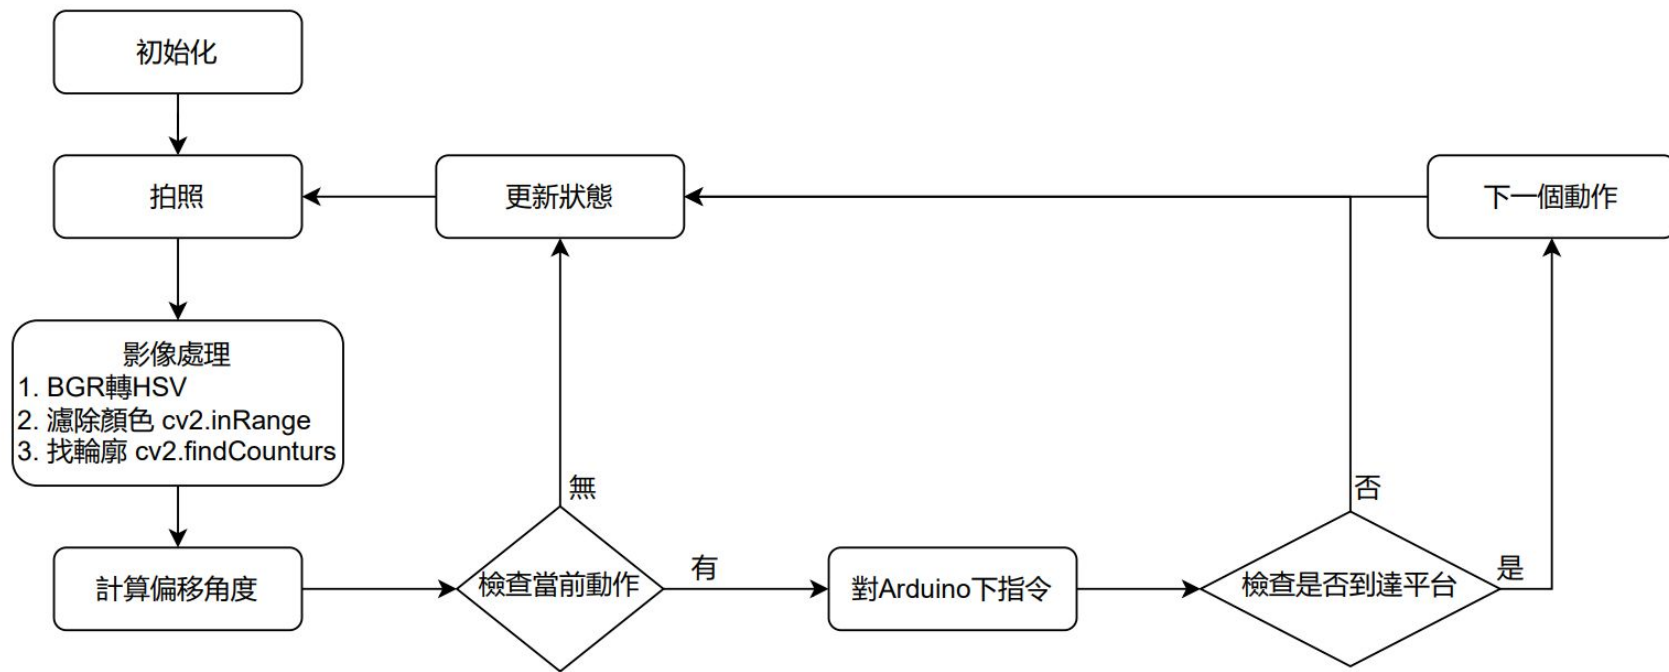 初始化
拍照
更新狀態
下一個動作
影像處理
1. BGR轉HSV
2. 濾除顏色 cv2.inRange
3. 找輪廓 cv2.findCounturs
無
否
計算偏移角度
檢查當前動作
有
對Arduino下指令
檢查是否到達平台
是